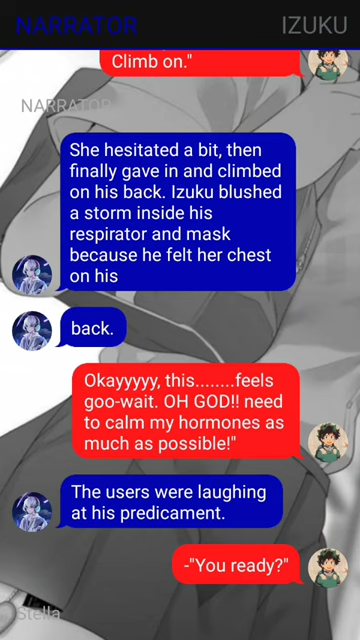 NARRATOR
IZUKU
Climb on."
NARRATOR
She hesitated a bit, then
finally gave in and climbed
on his back. Izuku blushed
a storm inside his
respirator and mask
because he felt her chest
on his
back.
Okayyyyy, this........feels
goo-wait. OH GOD!! need
to calm my hormones as
much as possible!"
The users were laughing
at his predicament.
-"You ready?"
Stella